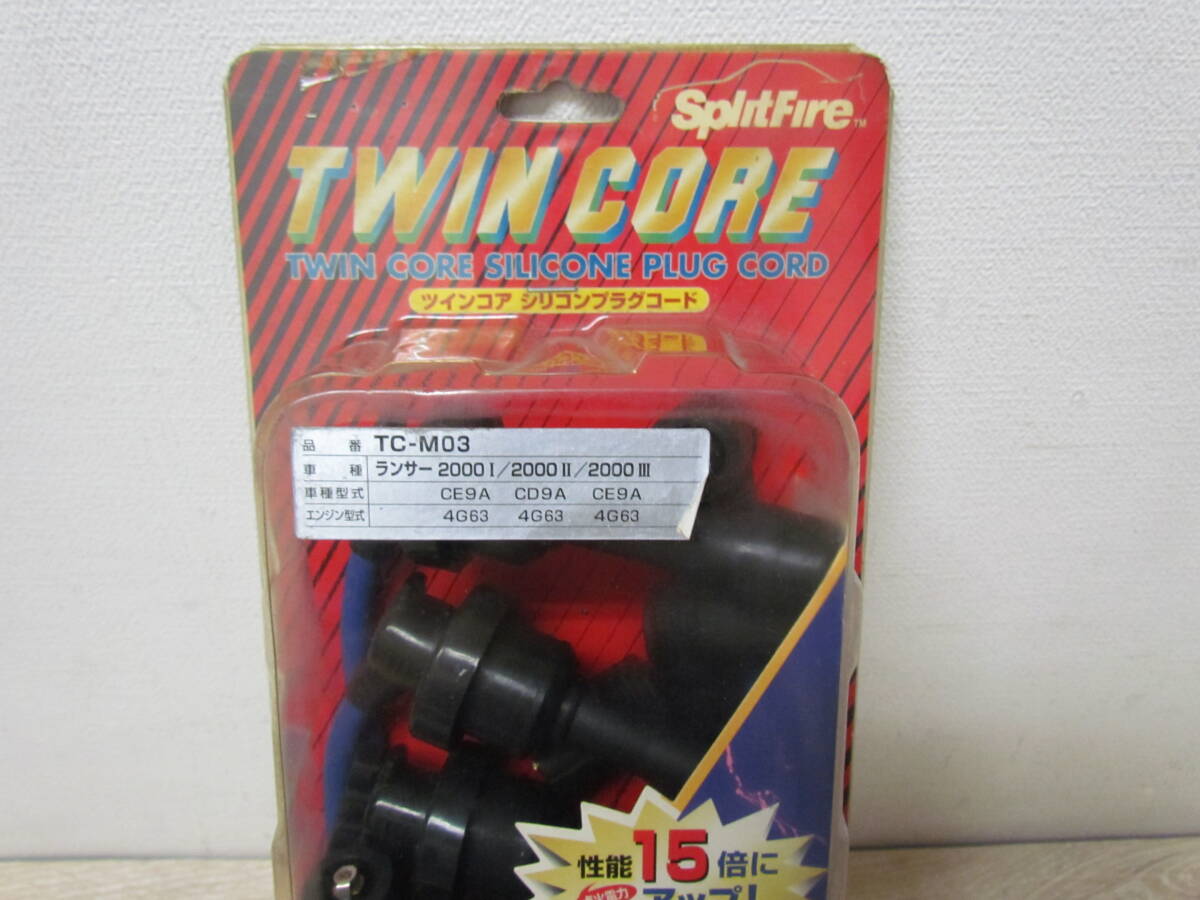 SplitFire TM
TWIN CORE
TWIN CORE SILICONE PLUG CORD
ツインコア シリコンプラグコード
品番 TC-M03
車種 ランサー 2000 I/2000 II/2000 III
車種型式 CE9A CD9A CE9A
エンジン型式 4G63 4G63 4G63
性能15倍に
アップ!